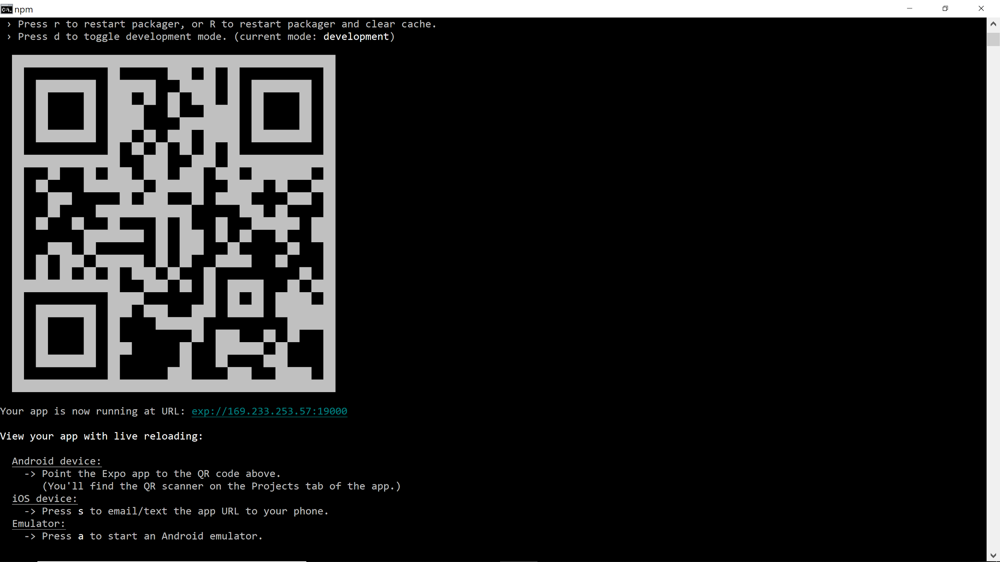 npm
› Press r to restart packager, or R to restart packager and clear cache.
› Press d to toggle development mode. (current mode: development)
Your app is now running at URL: exp://169.233.253.57:19000
View your app with live reloading:
Android device:
-> Point the Expo app to the QR code above.
(You'll find the QR scanner on the Projects tab of the app.)
iOS device:
-> Press s to email/text the app URL to your phone.
Emulator:
-> Press a to start an Android emulator.